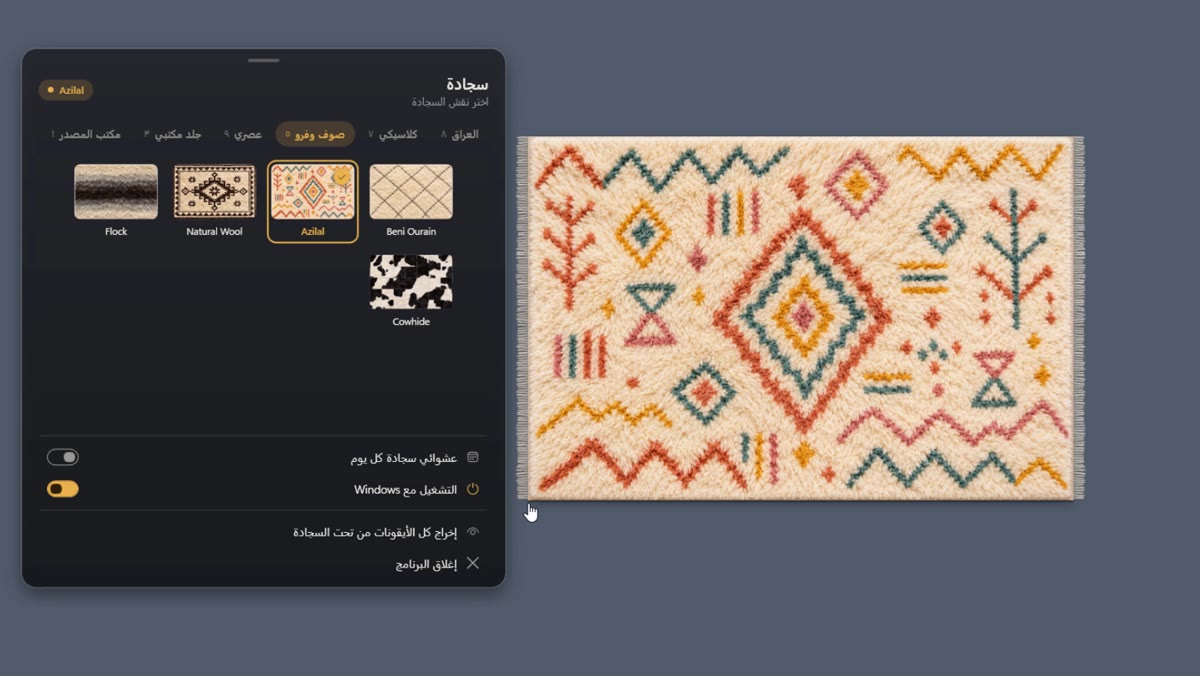 سجادة
Azilal
اختر نقش السجادة
العراق ٨
كلاسيكي ٧
عصري ٩
صوف وفرو ٥
جلد مكتبي ٣
مكتب المصدر ١
Beni Ourain
Azilal
Natural Wool
Flock
Cowhide
عشوائي سجادة كل يوم
التشغيل مع Windows
إخراج كل الأيقونات من تحت السجادة
إغلاق البرنامج